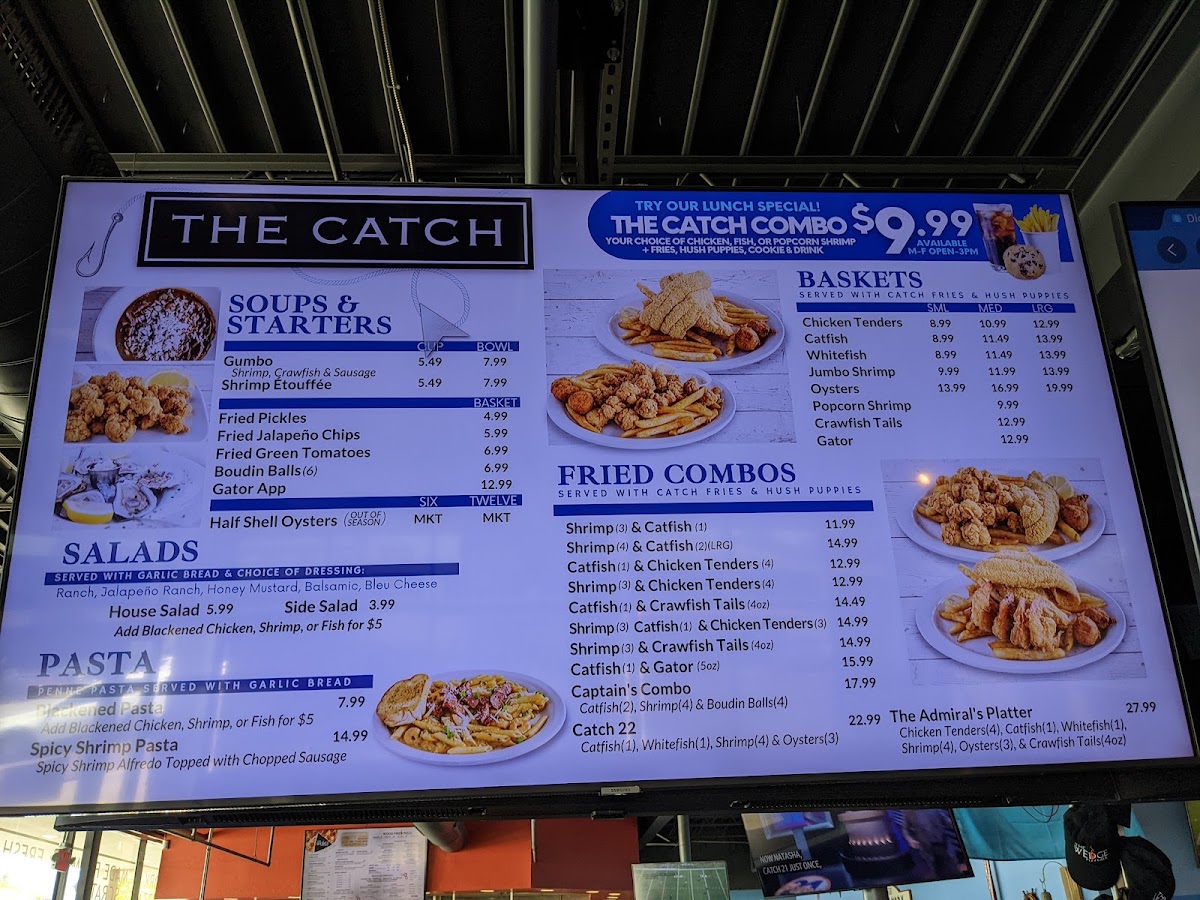 THE CATCH
TRY OUR LUNCH SPECIAL!
THE CATCH COMBO $9.99
YOUR CHOICE OF CHICKEN, FISH, OR POPCORN SHRIMP
+ FRIES, HUSH PUPPIES, COOKIE & DRINK
AVAILABLE
M-F OPEN-3PM
SOUPS &
STARTERS
CUP BOWL
Gumbo 5.49 7.99
Shrimp, Crawfish & Sausage
Shrimp Étouffée 5.49 7.99
BASKET
Fried Pickles 4.99
Fried Jalapeño Chips 5.99
Fried Green Tomatoes 6.99
Boudin Balls (6) 6.99
Gator App 12.99
SIX TWELVE
Half Shell Oysters (OUT OF SEASON) MKT MKT
SALADS
SERVED WITH GARLIC BREAD & CHOICE OF DRESSING:
Ranch, Jalapeño Ranch, Honey Mustard, Balsamic, Bleu Cheese
House Salad 5.99 Side Salad 3.99
Add Blackened Chicken, Shrimp, or Fish for $5
PASTA
PENNE PASTA SERVED WITH GARLIC BREAD
Blackened Pasta 7.99
Add Blackened Chicken, Shrimp, or Fish for $5
Spicy Shrimp Pasta 14.99
Spicy Shrimp Alfredo Topped with Chopped Sausage
BASKETS
SERVED WITH CATCH FRIES & HUSH PUPPIES
SML MED LRG
Chicken Tenders 8.99 10.99 12.99
Catfish 8.99 11.49 13.99
Whitefish 8.99 11.49 13.99
Jumbo Shrimp 9.99 11.99 13.99
Oysters 13.99 16.99 19.99
Popcorn Shrimp 9.99
Crawfish Tails 12.99
Gator 12.99
FRIED COMBOS
SERVED WITH CATCH FRIES & HUSH PUPPIES
Shrimp (3) & Catfish (1) 11.99
Shrimp (4) & Catfish (2)(LRG) 14.99
Catfish (1) & Chicken Tenders (4) 12.99
Shrimp (3) & Chicken Tenders (4) 12.99
Catfish (1) & Crawfish Tails (4oz) 14.49
Shrimp (3) Catfish (1) & Chicken Tenders (3) 14.99
Shrimp (3) & Crawfish Tails (4oz) 14.99
Catfish (1) & Gator (5oz) 15.99
Captain's Combo 17.99
Catfish(2), Shrimp(4) & Boudin Balls(4)
Catch 22 22.99
Catfish(1), Whitefish(1), Shrimp(4) & Oysters(3)
The Admiral's Platter 27.99
Chicken Tenders(4), Catfish(1), Whitefish(1),
Shrimp(4), Oysters(3), & Crawfish Tails(4oz)
SAMSUNG
NOW NATASHA,
CATCH 21 JUST ONCE,
WEDGE
FRESH